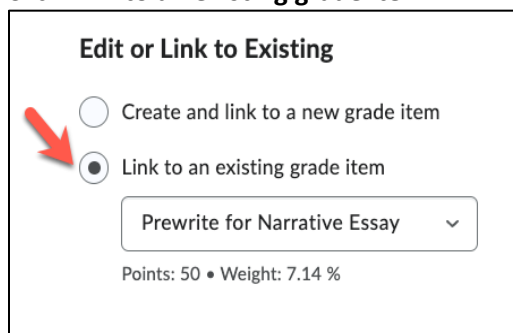 Edit or Link to Existing
Create and link to a new grade item
Link to an existing grade item
Prewrite for Narrative Essay
Points: 50 • Weight: 7.14 %